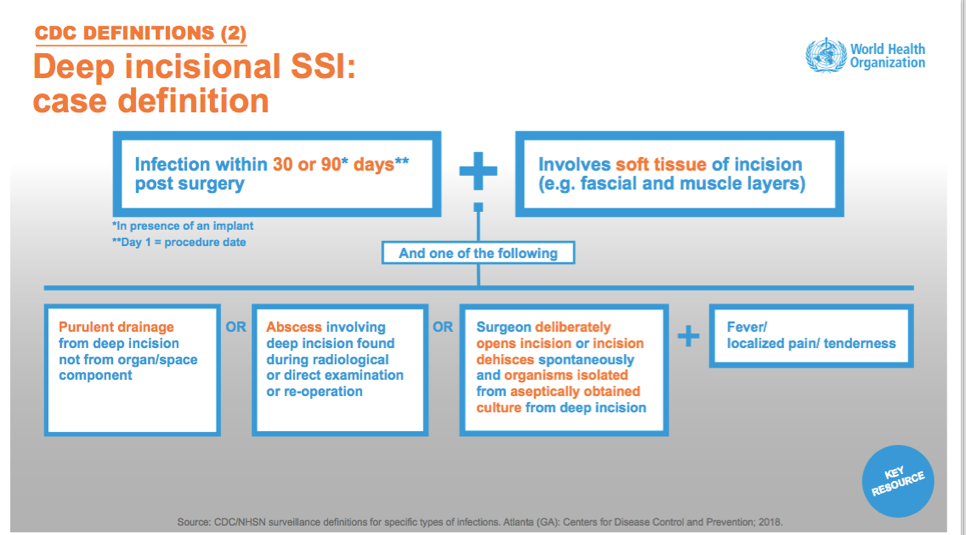 CDC DEFINITIONS (2)
Deep incisional SSI:
case definition
World Health
Organization
Infection within 30 or 90* days**
post surgery
+
Involves soft tissue of incision
(e.g. fascial and muscle layers)
*In presence of an implant
**Day 1 = procedure date
And one of the following
Purulent drainage
from deep incision
not from organ/space
component
OR
Abscess involving
deep incision found
during radiological
or direct examination
or re-operation
OR
Surgeon deliberately
opens incision or incision
dehisces spontaneously
and organisms isolated
from aseptically obtained
culture from deep incision
+
Fever/
localized pain/ tenderness
KEY
RESOURCE
Source: CDC/NHSN surveillance definitions for specific types of infections. Atlanta (GA): Centers for Disease Control and Prevention; 2018.